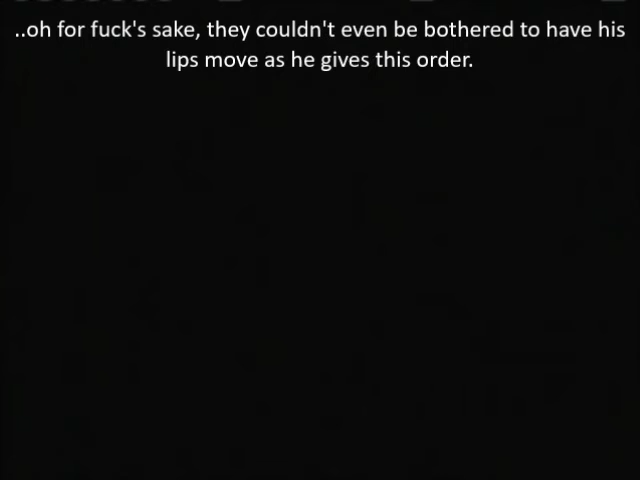 ..oh for fuck's sake, they couldn't even be bothered to have his
lips move as he gives this order.